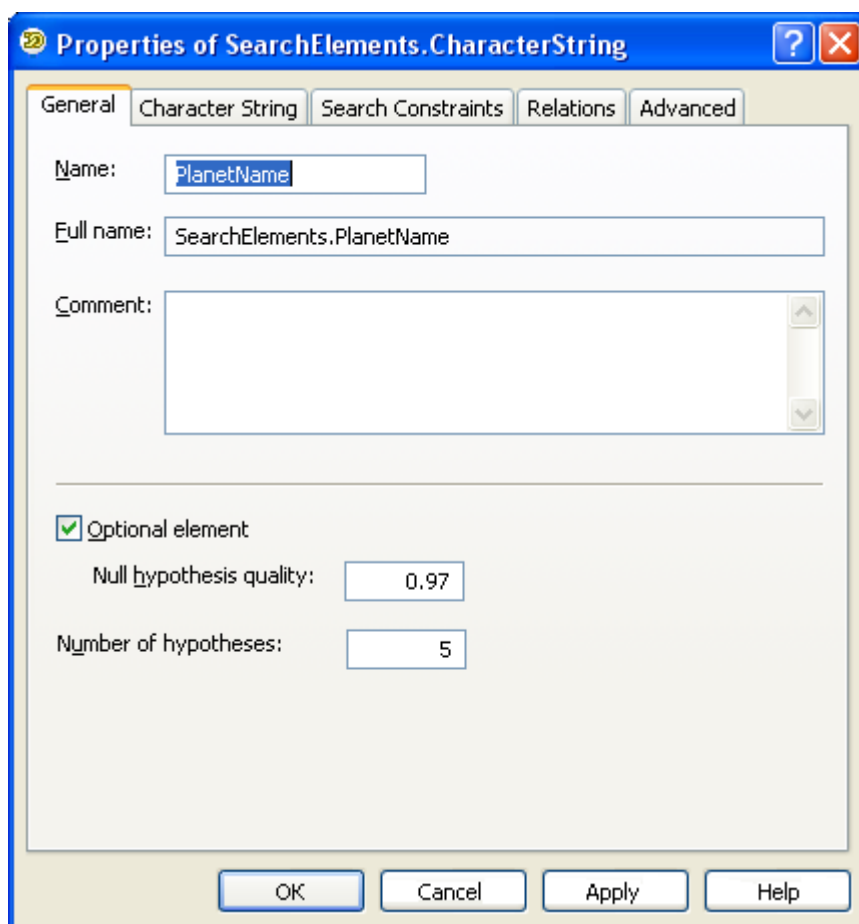 Properties of SearchElements.CharacterString
General Character String Search Constraints Relations Advanced
Name: PlanetName
Full name: SearchElements.PlanetName
Comment:
Optional element
Null hypothesis quality: 0.97
Number of hypotheses: 5
OK Cancel Apply Help